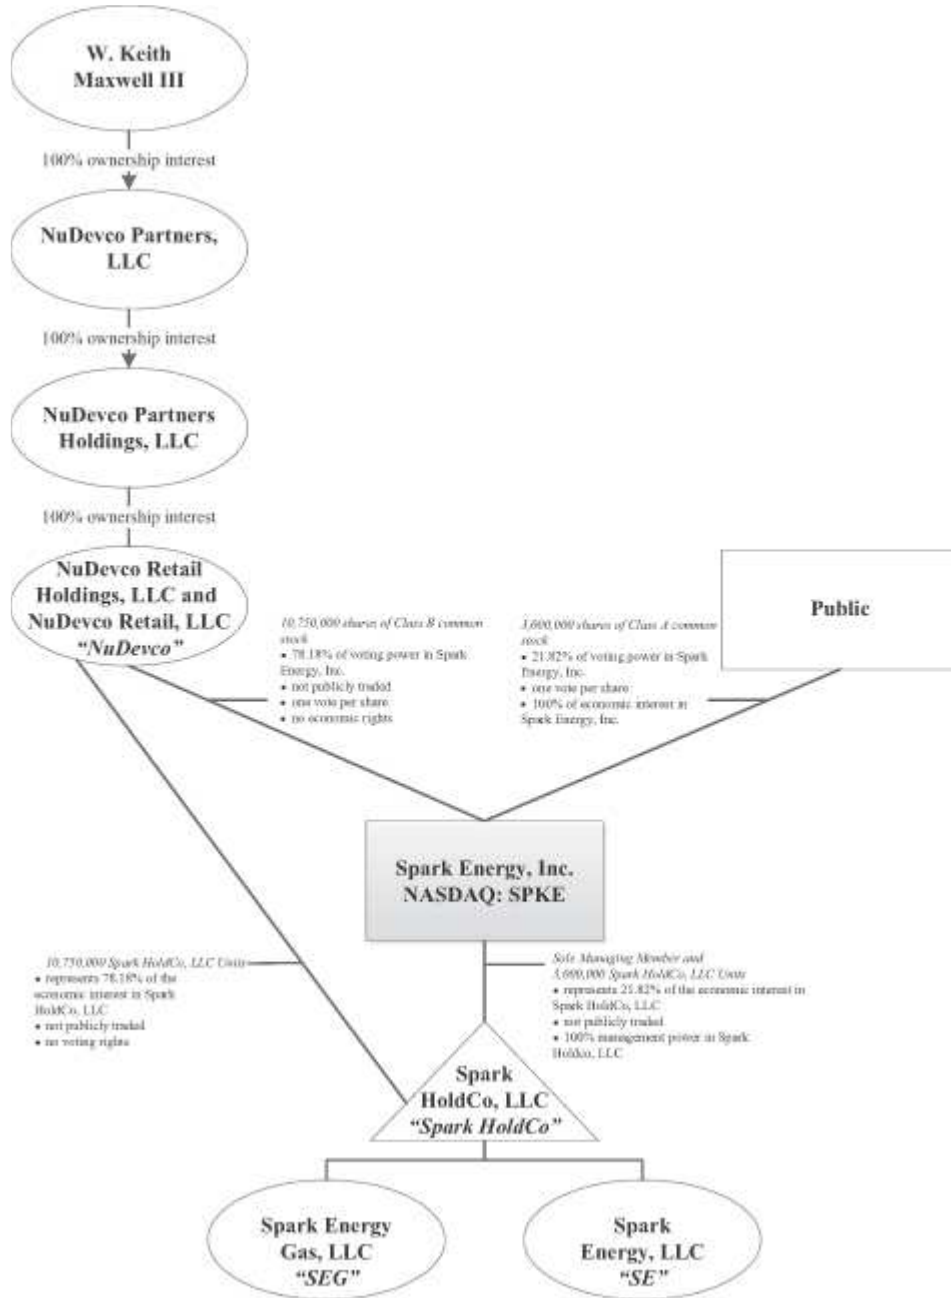 W. Keith
Maxwell III
100% ownership interest
NuDevco Partners,
LLC
100% ownership interest
NuDevco Partners
Holdings, LLC
100% ownership interest
NuDevco Retail
Holdings, LLC and
NuDevco Retail, LLC
“NuDevco”
Public
10,750,000 shares of Class B common
stock
• 78.18% of voting power in Spark
Energy, Inc.
• not publicly traded
• one vote per share
• no economic rights
3,000,000 shares of Class A common
stock
• 21.82% of voting power in Spark
Energy, Inc.
• one vote per share
• 100% of economic interest in
Spark Energy, Inc.
Spark Energy, Inc.
NASDAQ: SPKE
10,750,000 Spark HoldCo, LLC Units
• represents 78.18% of the
economic interest in Spark
HoldCo, LLC
• not publicly traded
• no voting rights
Sole Managing Member and
3,000,000 Spark HoldCo, LLC Units
• represents 21.82% of the economic interest in
Spark HoldCo, LLC
• not publicly traded
• 100% management power in Spark
Holdco, LLC
Spark
HoldCo, LLC
“Spark HoldCo”
Spark Energy
Gas, LLC
“SEG”
Spark
Energy, LLC
“SE”